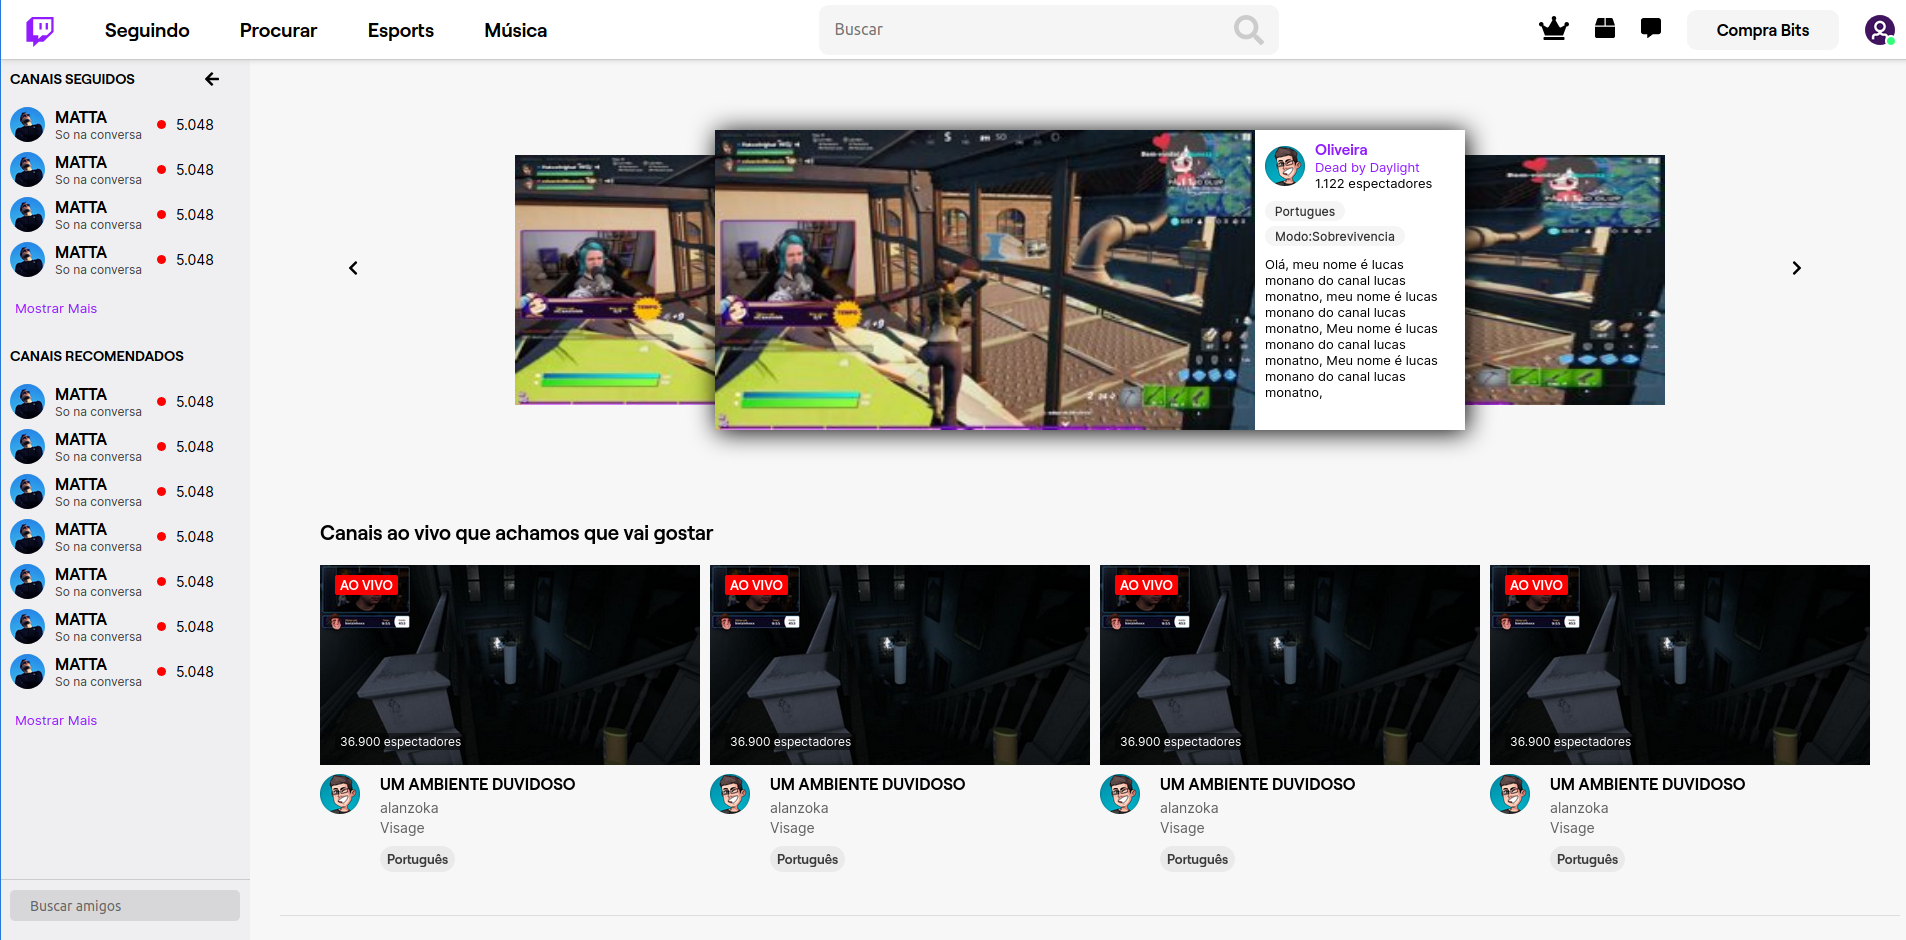 Seguindo
Procurar
Esports
Música
Buscar
Compra Bits
CANAIS SEGUIDOS
MATTA
So na conversa
5.048
MATTA
So na conversa
5.048
MATTA
So na conversa
5.048
MATTA
So na conversa
5.048
Mostrar Mais
CANAIS RECOMENDADOS
MATTA
So na conversa
5.048
MATTA
So na conversa
5.048
MATTA
So na conversa
5.048
MATTA
So na conversa
5.048
MATTA
So na conversa
5.048
MATTA
So na conversa
5.048
MATTA
So na conversa
5.048
Mostrar Mais
Buscar amigos
TEMPO
Oliveira
Dead by Daylight
1.122 espectadores
Portugues
Modo:Sobrevivencia
Olá, meu nome é lucas
monano do canal lucas
monatno, meu nome é lucas
monano do canal lucas
monatno, Meu nome é lucas
monano do canal lucas
monatno, Meu nome é lucas
monano do canal lucas
monatno,
Canais ao vivo que achamos que vai gostar
AO VIVO
36.900 espectadores
UM AMBIENTE DUVIDOSO
alanzoka
Visage
Português
AO VIVO
36.900 espectadores
UM AMBIENTE DUVIDOSO
alanzoka
Visage
Português
AO VIVO
36.900 espectadores
UM AMBIENTE DUVIDOSO
alanzoka
Visage
Português
AO VIVO
36.900 espectadores
UM AMBIENTE DUVIDOSO
alanzoka
Visage
Português